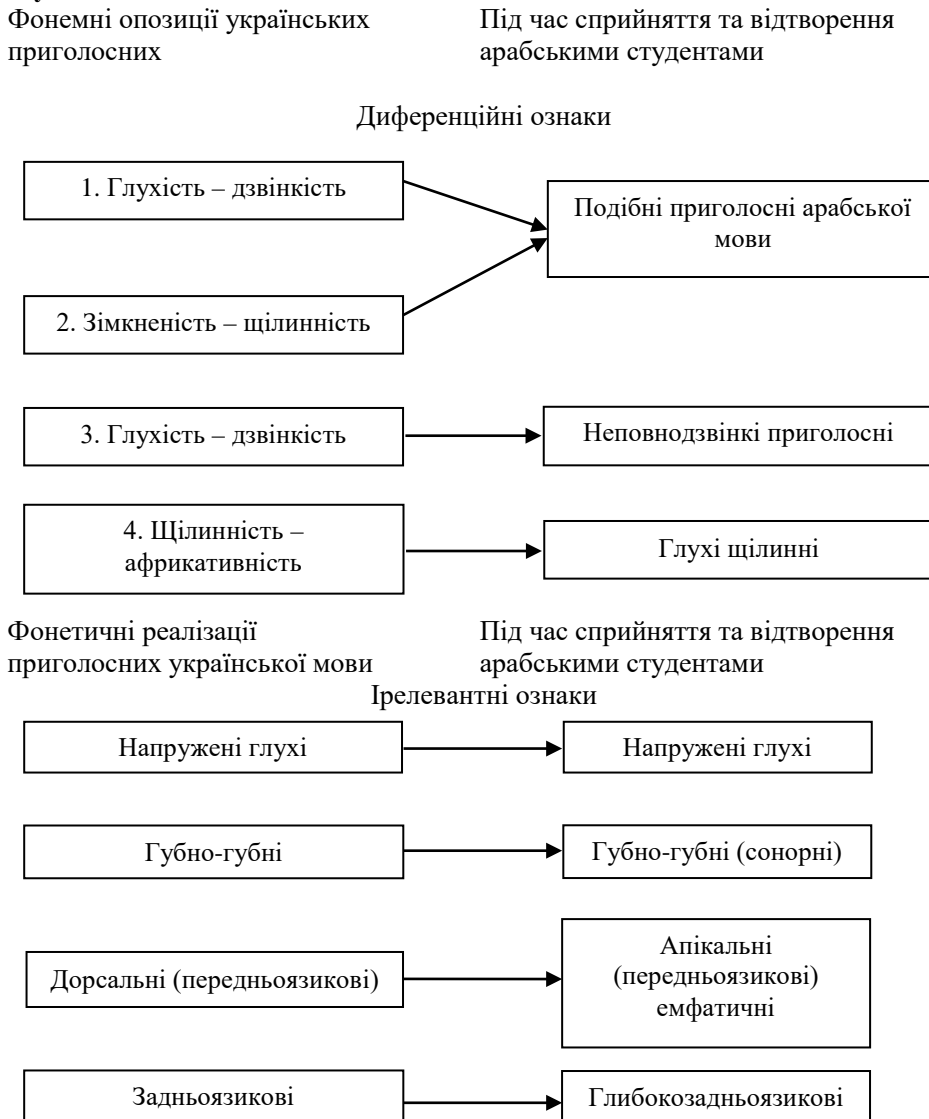 Фонемні опозиції українських
приголосних
Під час сприйняття та відтворення
арабськими студентами
Диференційні ознаки
1. Глухість – дзвінкість
Подібні приголосні арабської
мови
2. Зімкненість – щілинність
3. Глухість – дзвінкість
Неповнодзвінкі приголосні
4. Щілинність –
африкативність
Глухі щілинні
Фонетичні реалізації
приголосних української мови
Під час сприйняття та відтворення
арабськими студентами
Ірелевантні ознаки
Напружені глухі
Напружені глухі
Губно-губні
Губно-губні (сонорні)
Дорсальні (передньоязикові)
Апікальні
(передньоязикові)
емфатичні
Задньоязикові
Глибокозадньоязикові